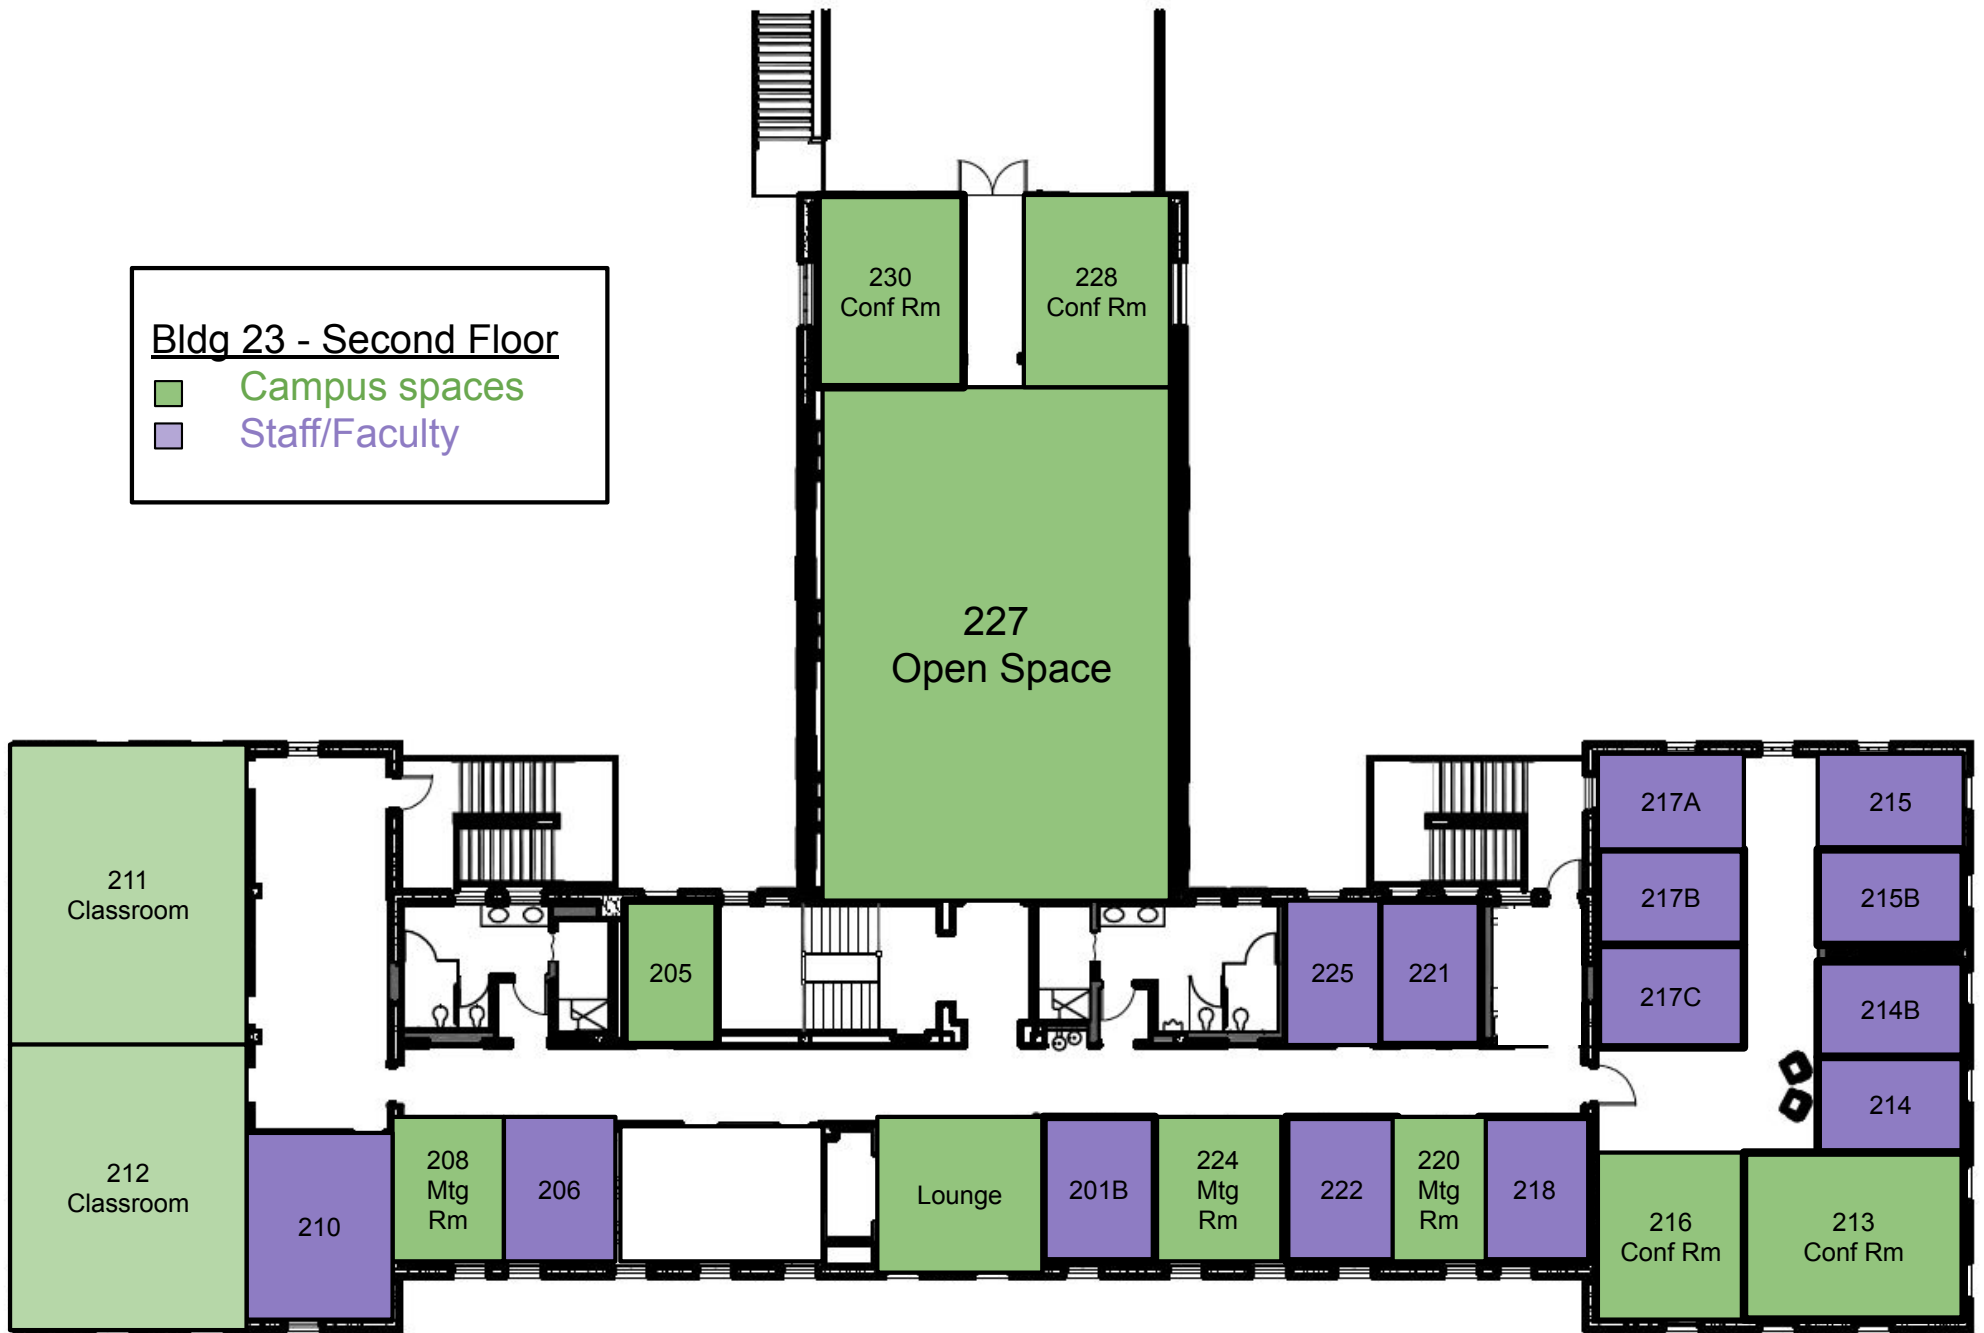 230
Conf Rm
228
Conf Rm
Bldg 23 - Second Floor
Campus spaces
Staff/Faculty
227
Open Space
217A
215
211
Classroom
217B
215B
205
225
221
217C
214B
214
212
Classroom
210
208
Mtg
Rm
206
Lounge
201B
224
Mtg
Rm
222
220
Mtg
Rm
218
216
Conf Rm
213
Conf Rm